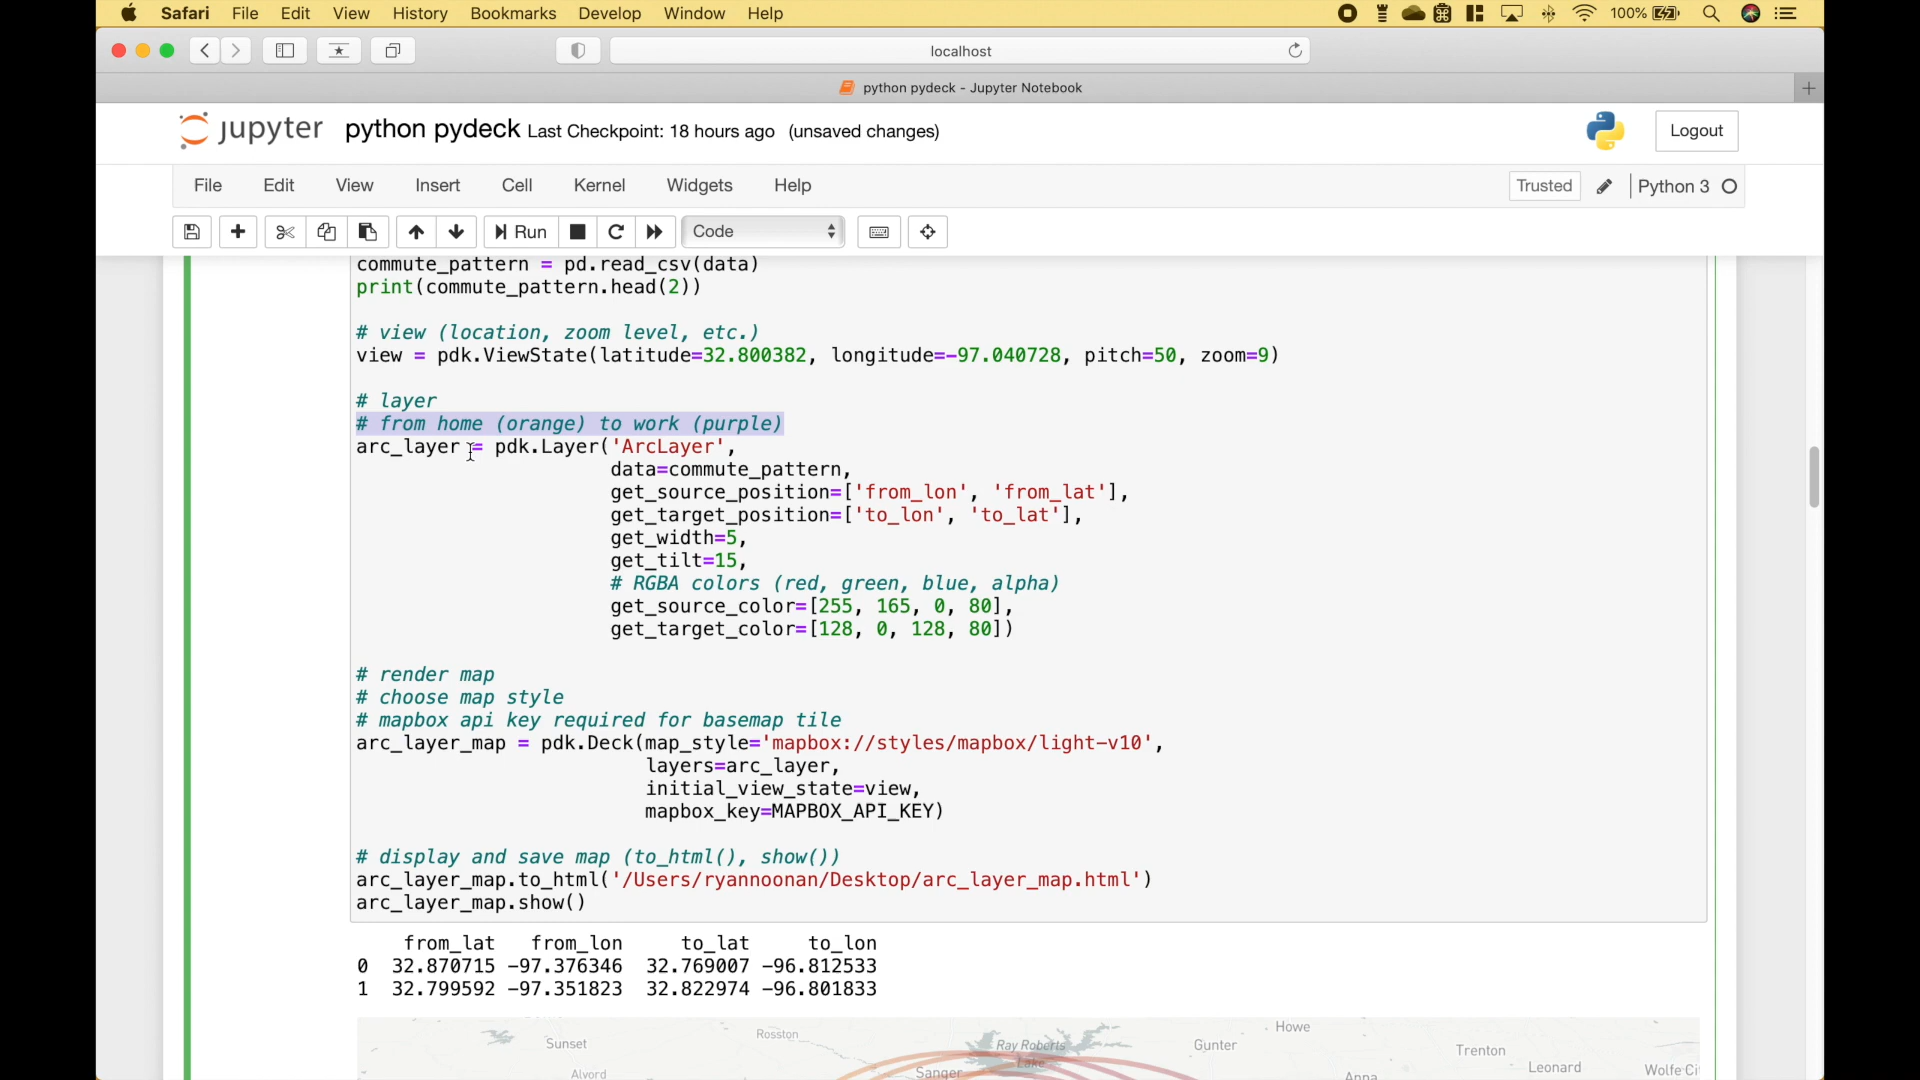 Safari File Edit View History Bookmarks Develop Window Help 100%
localhost
python pydeck - Jupyter Notebook
jupyter python pydeck Last Checkpoint: 18 hours ago (unsaved changes) Logout
File Edit View Insert Cell Kernel Widgets Help Trusted Python 3
Run Code
commute_pattern = pd.read_csv(data)
print(commute_pattern.head(2))
# view (location, zoom level, etc.)
view = pdk.ViewState(latitude=32.800382, longitude=-97.040728, pitch=50, zoom=9)
# layer
# from home (orange) to work (purple)
arc_layer = pdk.Layer('ArcLayer',
data=commute_pattern,
get_source_position=['from_lon', 'from_lat'],
get_target_position=['to_lon', 'to_lat'],
get_width=5,
get_tilt=15,
# RGBA colors (red, green, blue, alpha)
get_source_color=[255, 165, 0, 80],
get_target_color=[128, 0, 128, 80])
# render map
# choose map style
# mapbox api key required for basemap tile
arc_layer_map = pdk.Deck(map_style='mapbox://styles/mapbox/light-v10',
layers=arc_layer,
initial_view_state=view,
mapbox_key=MAPBOX_API_KEY)
# display and save map (to_html(), show())
arc_layer_map.to_html('/Users/ryannoonan/Desktop/arc_layer_map.html')
arc_layer_map.show()
from_lat from_lon to_lat to_lon
0 32.870715 -97.376346 32.769007 -96.812533
1 32.799592 -97.351823 32.822974 -96.801833
Rosston Howe
Sunset Ray Roberts Lake Gunter Trenton
Alvord Sanger Anna Leonard Wolfe Ci